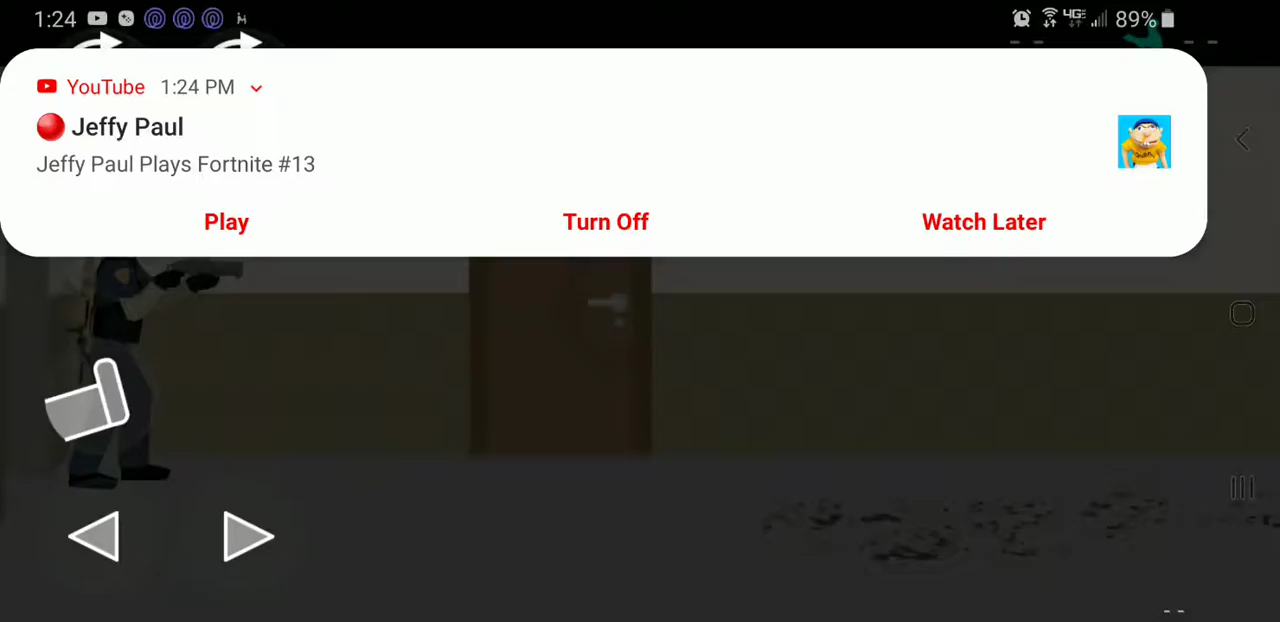 1:24
4GE 89%
YouTube 1:24 PM
Jeffy Paul
Jeffy Paul Plays Fortnite #13
Play Turn Off Watch Later